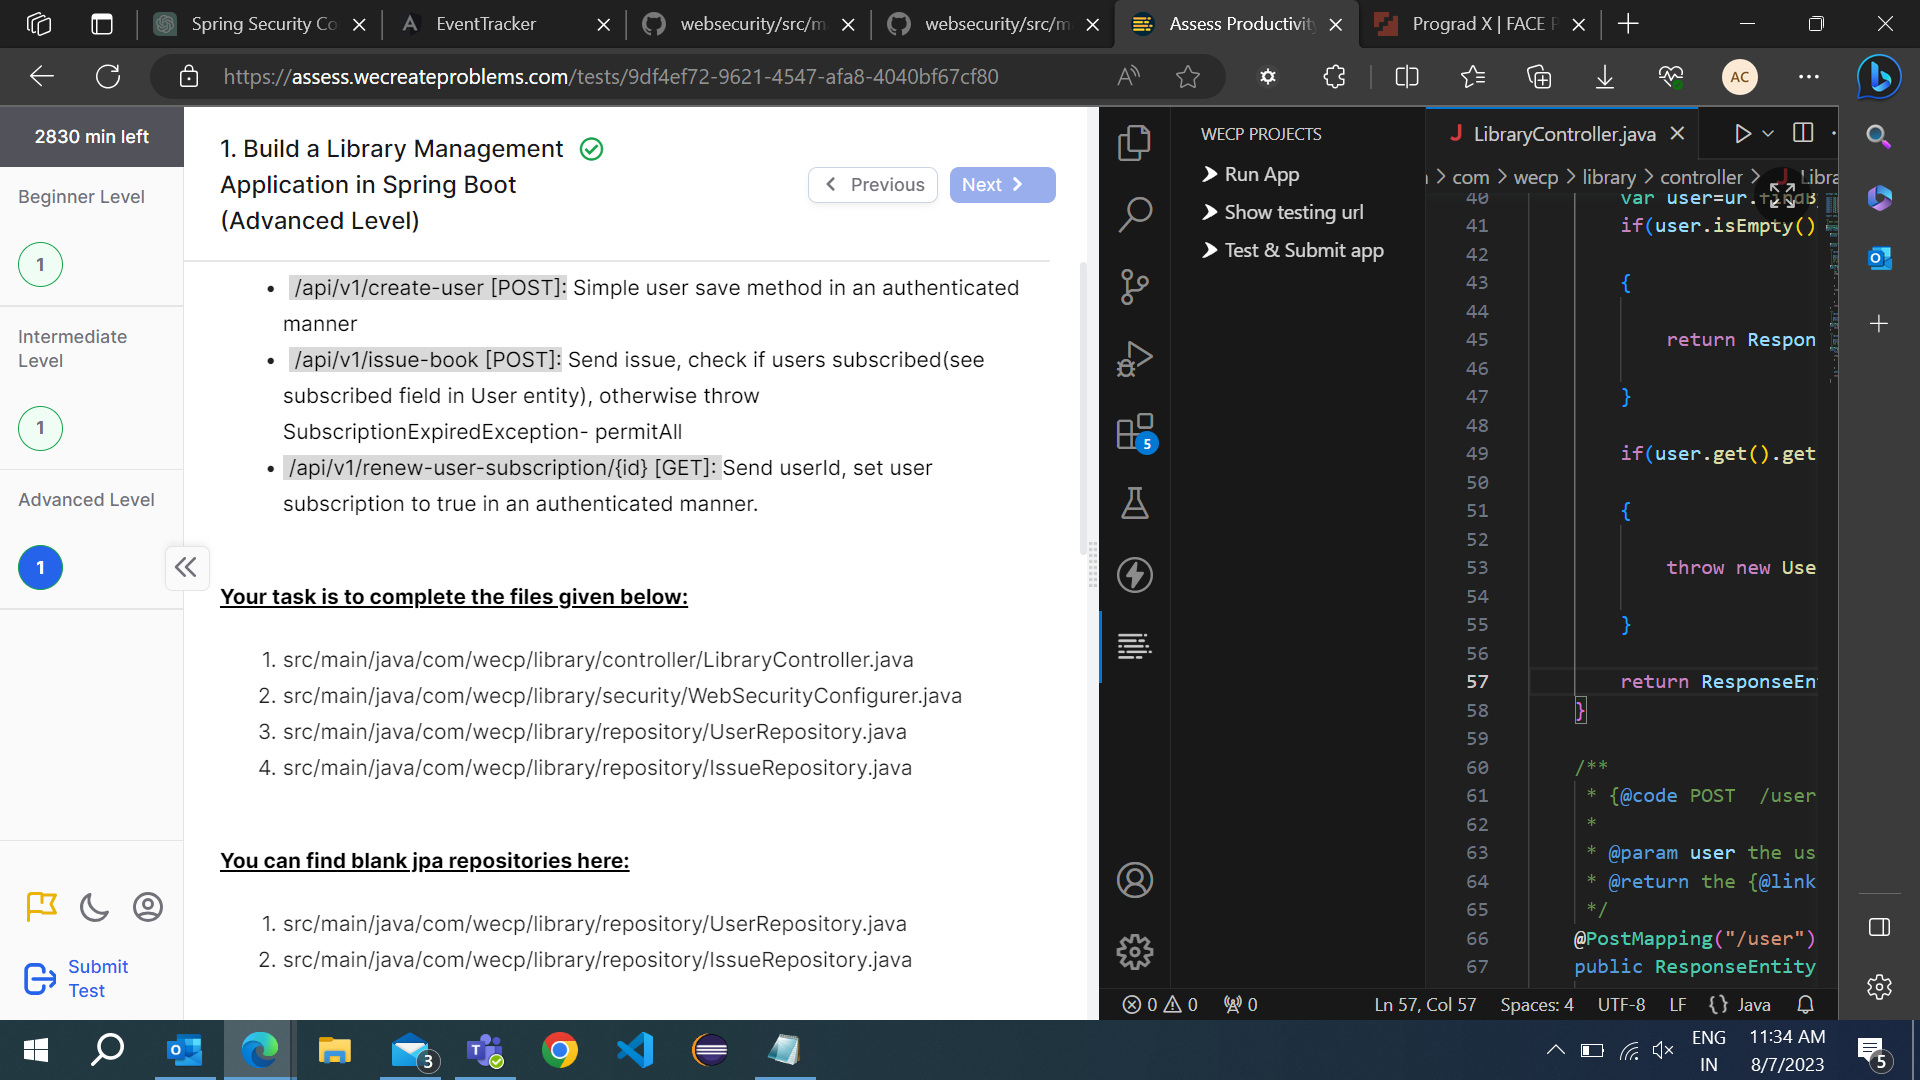 Spring Security Co
EventTracker
websecurity/src/m
websecurity/src/m
Assess Productivit
Prograd X | FACE P
https://assess.wecreateproblems.com/tests/9df4ef72-9621-4547-afa8-4040bf67cf80
AC
2830 min left
Beginner Level
1
Intermediate
Level
1
Advanced Level
1
Submit
Test
1. Build a Library Management
Application in Spring Boot
(Advanced Level)
Previous
Next
• /api/v1/create-user [POST]: Simple user save method in an authenticated
manner
• /api/v1/issue-book [POST]: Send issue, check if users subscribed(see
subscribed field in User entity), otherwise throw
SubscriptionExpiredException- permitAll
• /api/v1/renew-user-subscription/{id} [GET]: Send userId, set user
subscription to true in an authenticated manner.
Your task is to complete the files given below:
1. src/main/java/com/wecp/library/controller/LibraryController.java
2. src/main/java/com/wecp/library/security/WebSecurityConfigurer.java
3. src/main/java/com/wecp/library/repository/UserRepository.java
4. src/main/java/com/wecp/library/repository/IssueRepository.java
You can find blank jpa repositories here:
1. src/main/java/com/wecp/library/repository/UserRepository.java
2. src/main/java/com/wecp/library/repository/IssueRepository.java
5
WECP PROJECTS
Run App
Show testing url
Test & Submit app
J LibraryController.java
> com > wecp > library > controller > J Libra
40 var user=ur.findB
41 if(user.isEmpty()
42
43 {
44
45 return Respon
46
47 }
48
49 if(user.get().get
50
51 {
52
53 throw new Use
54
55 }
56
57 return ResponseEn
58 }
59
60 /**
61 * {@code POST /user
62 *
63 * @param user the us
64 * @return the {@link
65 */
66 @PostMapping("/user")
67 public ResponseEntity
0 0 0 Ln 57, Col 57 Spaces: 4 UTF-8 LF {} Java
3
ENG
IN
11:34 AM
8/7/2023
5